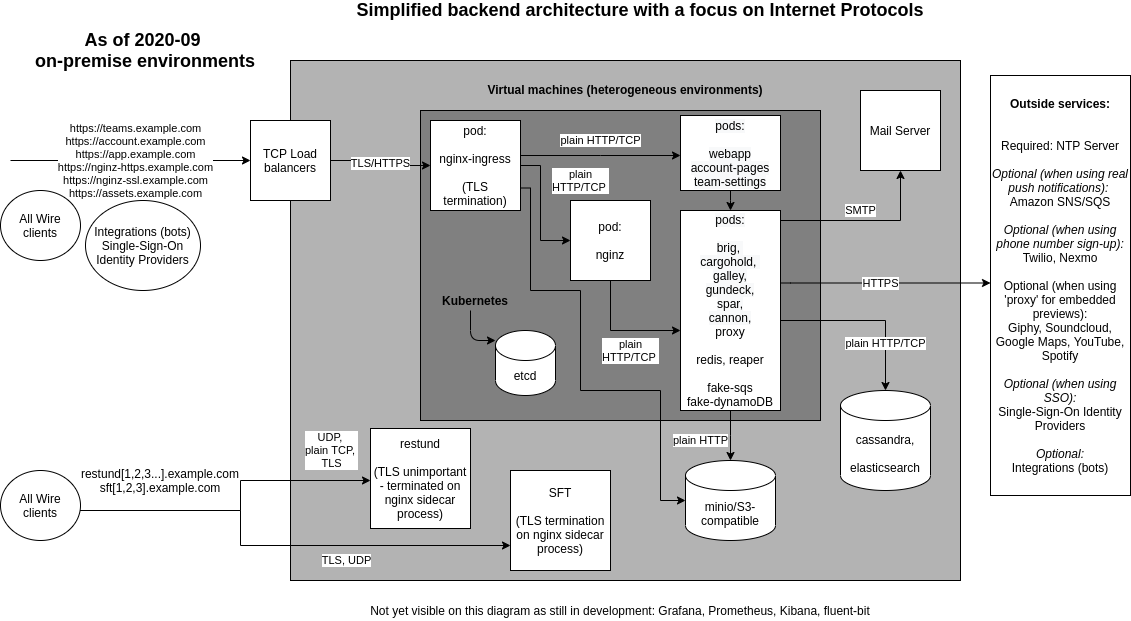 Simplified backend architecture with a focus on Internet Protocols
As of 2020-09
on-premise environments
Virtual machines (heterogeneous environments)
https://teams.example.com
https://account.example.com
https://app.example.com
https://nginz-https.example.com
https://nginz-ssl.example.com
https://assets.example.com
All Wire
clients
Integrations (bots)
Single-Sign-On
Identity Providers
TCP Load
balancers
TLS/HTTPS
pod:
nginx-ingress
(TLS
termination)
plain HTTP/TCP
plain
HTTP/TCP
pod:
nginz
plain
HTTP/TCP
pods:
webapp
account-pages
team-settings
pods:
brig,
cargohold,
galley,
gundeck,
spar,
cannon,
proxy
redis, reaper
fake-sqs
fake-dynamoDB
Kubernetes
etcd
Mail Server
SMTP
HTTPS
plain HTTP/TCP
cassandra,
elasticsearch
plain HTTP
minio/S3-
compatible
Outside services:
Required: NTP Server
Optional (when using real
push notifications):
Amazon SNS/SQS
Optional (when using
phone number sign-up):
Twilio, Nexmo
Optional (when using
'proxy' for embedded
previews):
Giphy, Soundcloud,
Google Maps, YouTube,
Spotify
Optional (when using
SSO):
Single-Sign-On Identity
Providers
Optional:
Integrations (bots)
All Wire
clients
restund[1,2,3...].example.com
sft[1,2,3].example.com
UDP,
plain TCP,
TLS
restund
(TLS unimportant
- terminated on
nginx sidecar
process)
TLS, UDP
SFT
(TLS termination
on nginx sidecar
process)
Not yet visible on this diagram as still in development: Grafana, Prometheus, Kibana, fluent-bit